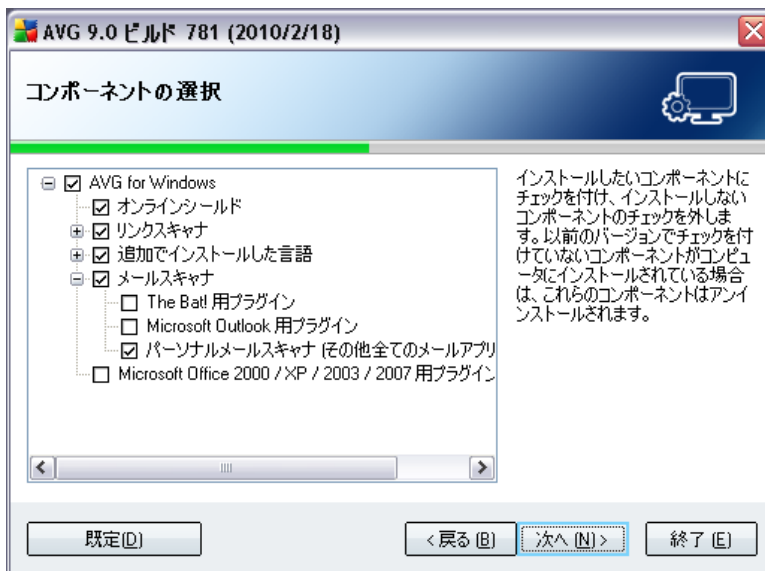 AVG 9.0 ビルド 781 (2010/2/18)
コンポーネントの選択
AVG for Windows
オンラインシールド
リンクスキャナ
追加でインストールした言語
メールスキャナ
The Bat! 用プラグイン
Microsoft Outlook 用プラグイン
パーソナルメールスキャナ (その他全てのメールアプリ
Microsoft Office 2000 / XP / 2003 / 2007 用プラグイン
インストールしたいコンポーネントに
チェックを付け、インストールしない
コンポーネントのチェックを外しま
す。以前のバージョンでチェックを付
けていないコンポーネントがコンピュ
ータにインストールされている場合
は、これらのコンポーネントはアンイ
ンストールされます。
既定(D)
< 戻る (B)
次へ (N) >
終了 (E)